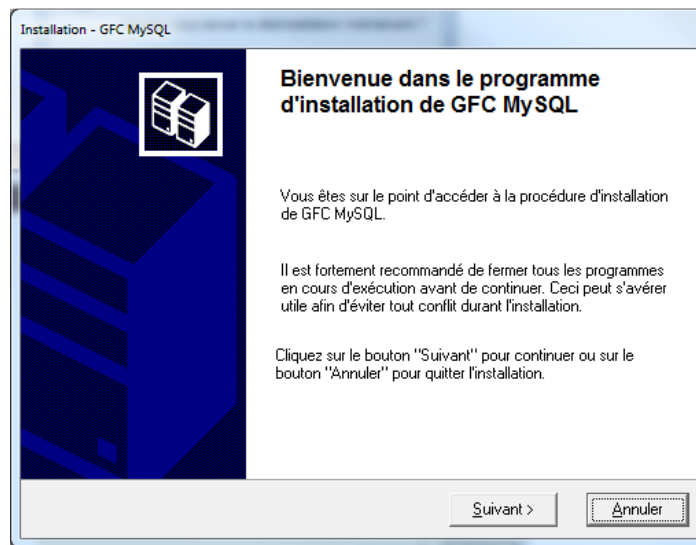 Installation - GFC MySQL
Bienvenue dans le programme
d'installation de GFC MySQL
Vous êtes sur le point d'accéder à la procédure d'installation
de GFC MySQL.
Il est fortement recommandé de fermer tous les programmes
en cours d'exécution avant de continuer. Ceci peut s'avérer
utile afin d'éviter tout conflit durant l'installation.
Cliquez sur le bouton "Suivant" pour continuer ou sur le
bouton "Annuler" pour quitter l'installation.
Suivant >
Annuler